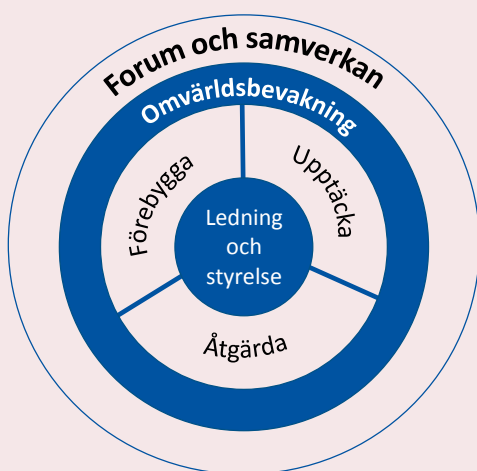 Forum och samverkan
Omvärldsbevakning
Förebygga
Upptäcka
Ledning
och
styrelse
Åtgärda